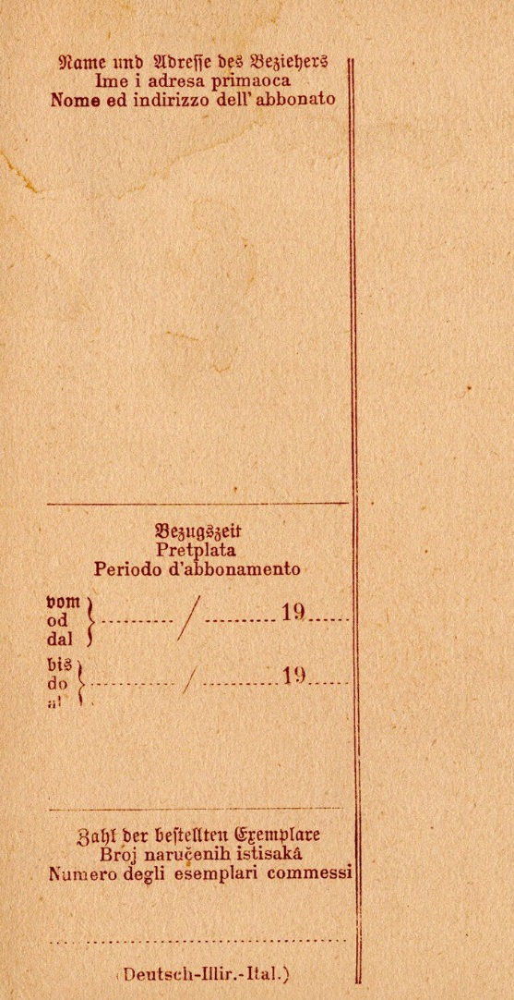 Name und Adresse des Beziehers
Ime i adresa primaoca
Nome ed indirizzo dell' abbonato
Bezugszeit
Pretplata
Periodo d'abbonamento
vom
od
dal
/ 19
bis
do
al
/ 19
Zahl der bestellten Exemplare
Broj naručenih istisakâ
Numero degli esemplari commessi
(Deutsch-Illir.-Ital.)